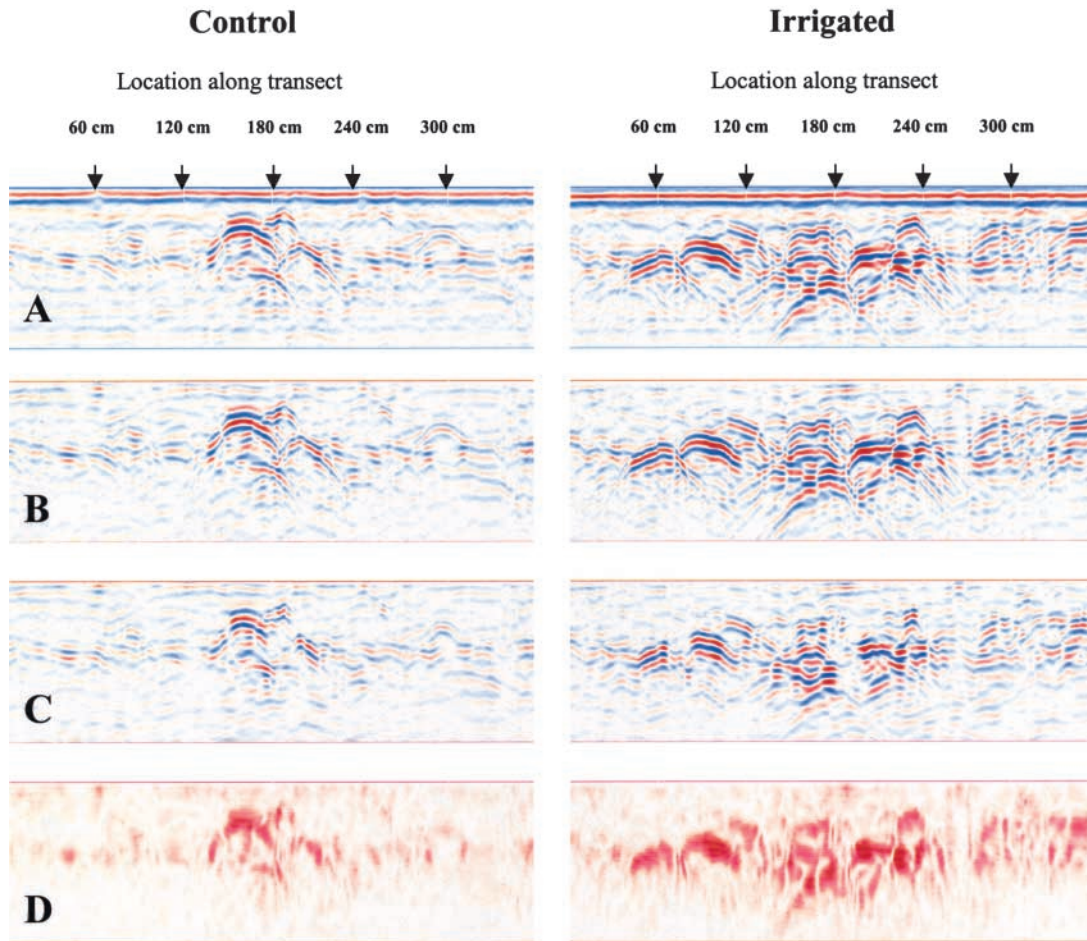 Control
Location along transect
60 cm 120 cm 180 cm 240 cm 300 cm
Irrigated
Location along transect
60 cm 120 cm 180 cm 240 cm 300 cm
A
B
C
D